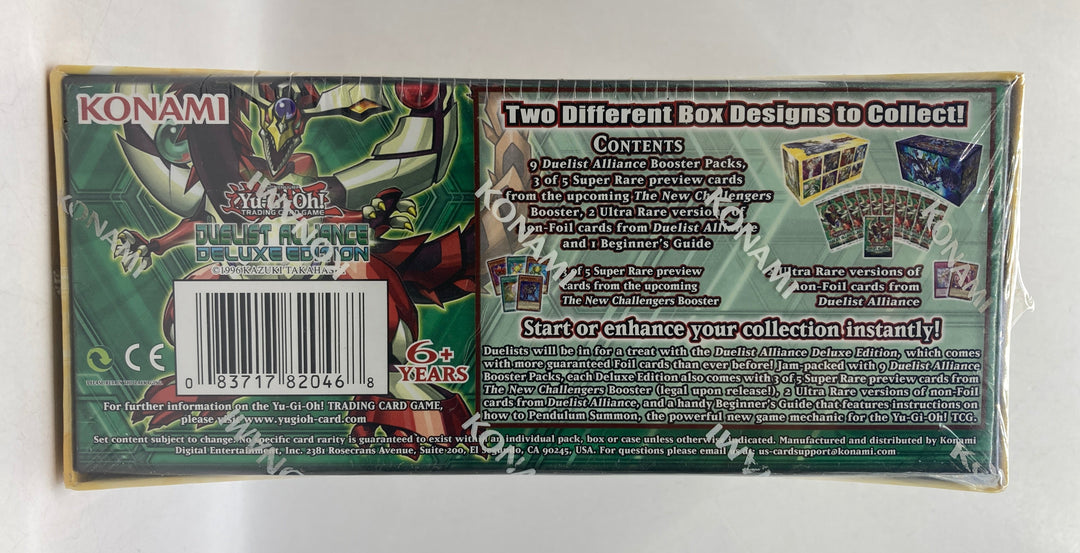 KONAMI
Yu-Gi-Oh!
TRADING CARD GAME
DUELIST ALLIANCE
DELUXE EDITION
©1996 KAZUKI TAKAHASHI
6+
YEARS
0 83717 82046 8
For further information on the Yu-Gi-Oh! TRADING CARD GAME,
please visit www.yugioh-card.com
Two Different Box Designs to Collect!
CONTENTS
9 Duelist Alliance Booster Packs,
3 of 5 Super Rare preview cards
from the upcoming The New Challengers
Booster, 2 Ultra Rare versions of
non-Foil cards from Duelist Alliance
and 1 Beginner's Guide
3 of 5 Super Rare preview
cards from the upcoming
The New Challengers Booster
Ultra Rare versions of
non-Foil cards from
Duelist Alliance
Start or enhance your collection instantly!
Duelists will be in for a treat with the Duelist Alliance Deluxe Edition, which comes
with more guaranteed Foil cards than ever before! Jam-packed with 9 Duelist Alliance
Booster Packs, each Deluxe Edition also comes with 3 of 5 Super Rare preview cards from
The New Challengers Booster (legal upon release!), 2 Ultra Rare versions of non-Foil
cards from Duelist Alliance, and a handy Beginner's Guide that features instructions on
how to Pendulum Summon, the powerful new game mechanic for the Yu-Gi-Oh! TCG.
Set content subject to change. No specific card rarity is guaranteed to exist within an individual pack, box or case unless otherwise indicated. Manufactured and distributed by Konami
Digital Entertainment, Inc. 2381 Rosecrans Avenue, Suite 200, El Segundo, CA 90245, USA. For questions please email us: us-cardsupport@konami.com
KONAMI
KONAMI
KONAMI
KONAMI
KONAMI
KONAMI
KONAMI